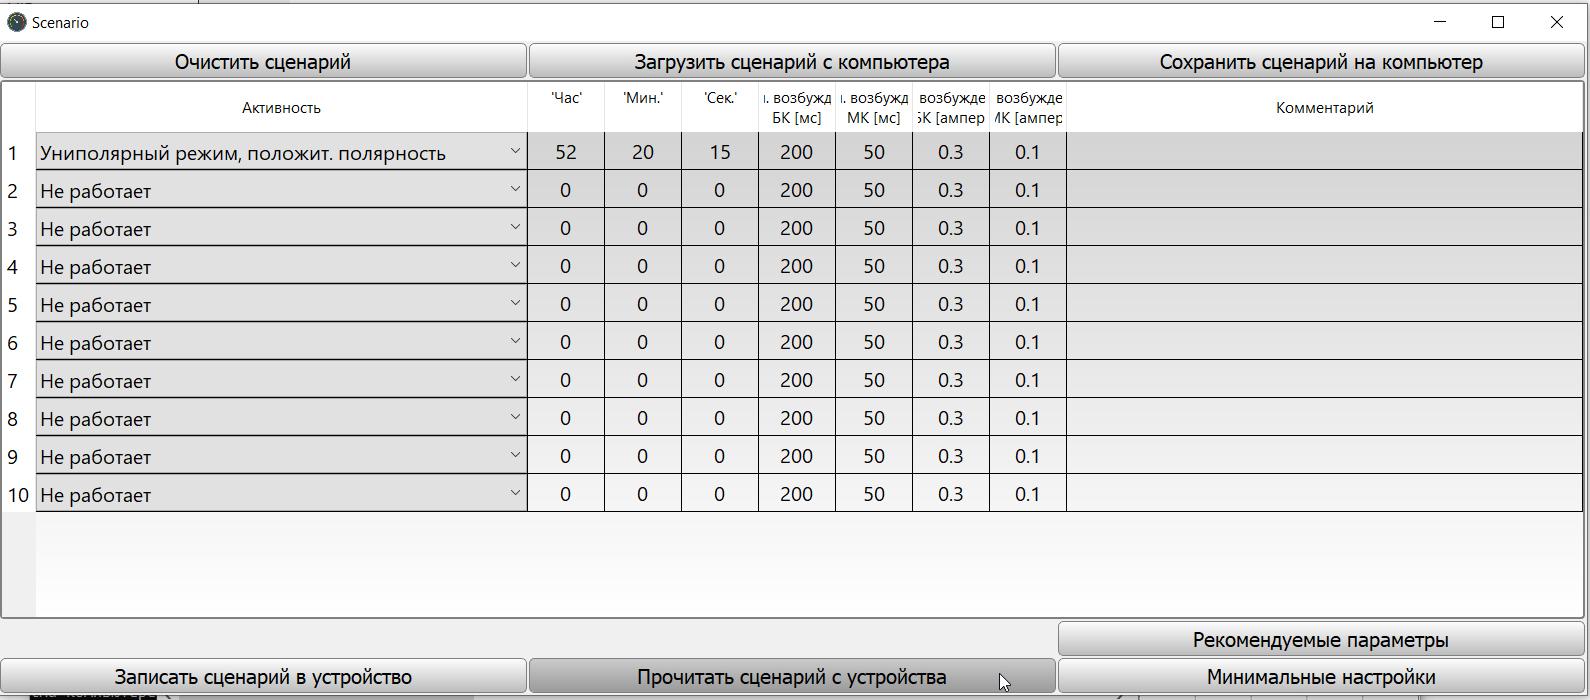 Scenario
Очистить сценарий Загрузить сценарий с компьютера Сохранить сценарий на компьютер
Активность 'Час' 'Мин.' 'Сек.' возбужд возбужд возбужде возбужде Комментарий
БК [мс] МК [мс] БК [ампер МК [ампер
1 Униполярный режим, положит. полярность 52 20 15 200 50 0.3 0.1
2 Не работает 0 0 0 200 50 0.3 0.1
3 Не работает 0 0 0 200 50 0.3 0.1
4 Не работает 0 0 0 200 50 0.3 0.1
5 Не работает 0 0 0 200 50 0.3 0.1
6 Не работает 0 0 0 200 50 0.3 0.1
7 Не работает 0 0 0 200 50 0.3 0.1
8 Не работает 0 0 0 200 50 0.3 0.1
9 Не работает 0 0 0 200 50 0.3 0.1
10 Не работает 0 0 0 200 50 0.3 0.1
Рекомендуемые параметры
Записать сценарий в устройство Прочитать сценарий с устройства Минимальные настройки